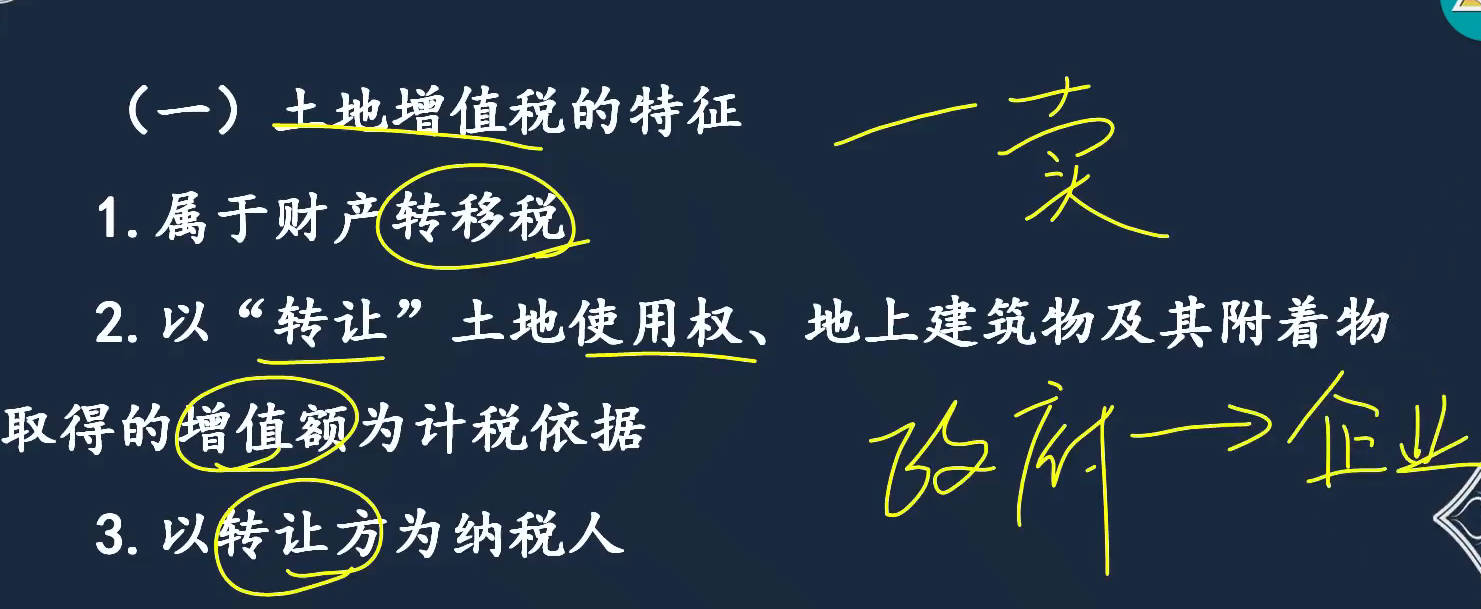 （一）土地增值税的特征
一卖
1.属于财产转移税
2.以“转让”土地使用权、地上建筑物及其附着物
取得的增值额为计税依据
政府→企业
3.以转让方为纳税人